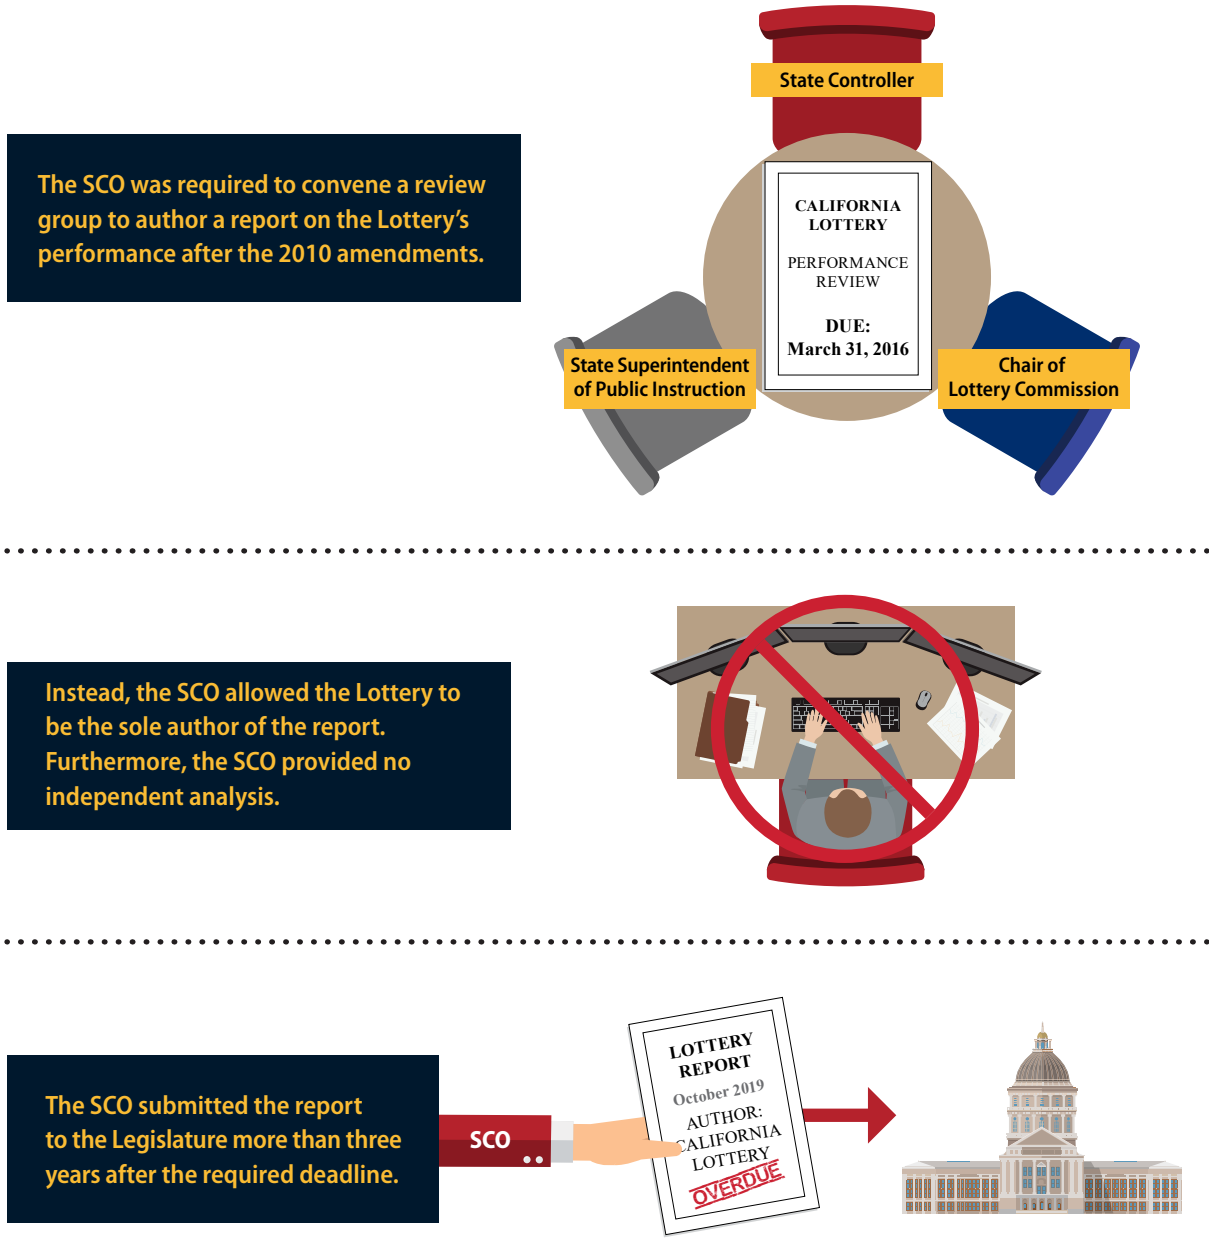 State Controller
The SCO was required to convene a review
group to author a report on the Lottery's
performance after the 2010 amendments.
CALIFORNIA
LOTTERY
PERFORMANCE
REVIEW
DUE:
March 31, 2016
State Superintendent
of Public Instruction
Chair of
Lottery Commission
Instead, the SCO allowed the Lottery to
be the sole author of the report.
Furthermore, the SCO provided no
independent analysis.
The SCO submitted the report
to the Legislature more than three
years after the required deadline.
SCO
LOTTERY
REPORT
October 2019
AUTHOR:
CALIFORNIA
LOTTERY
OVERDUE